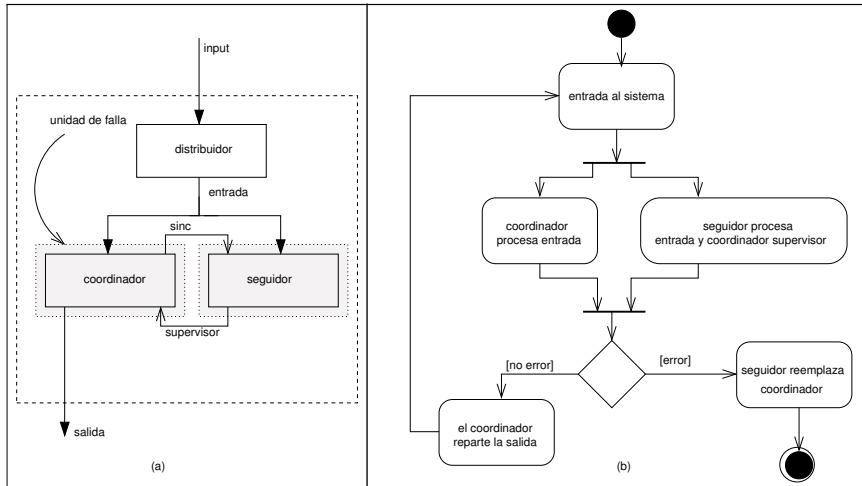 input
unidad de falla
distribuidor
entrada
sinc
coordinador
seguidor
supervisor
salida
(a)
entrada al sistema
coordinador
procesa entrada
seguidor procesa
entrada y coordinador supervisor
[no error]
[error]
seguidor reemplaza
coordinador
el coordinador
reparte la salida
(b)